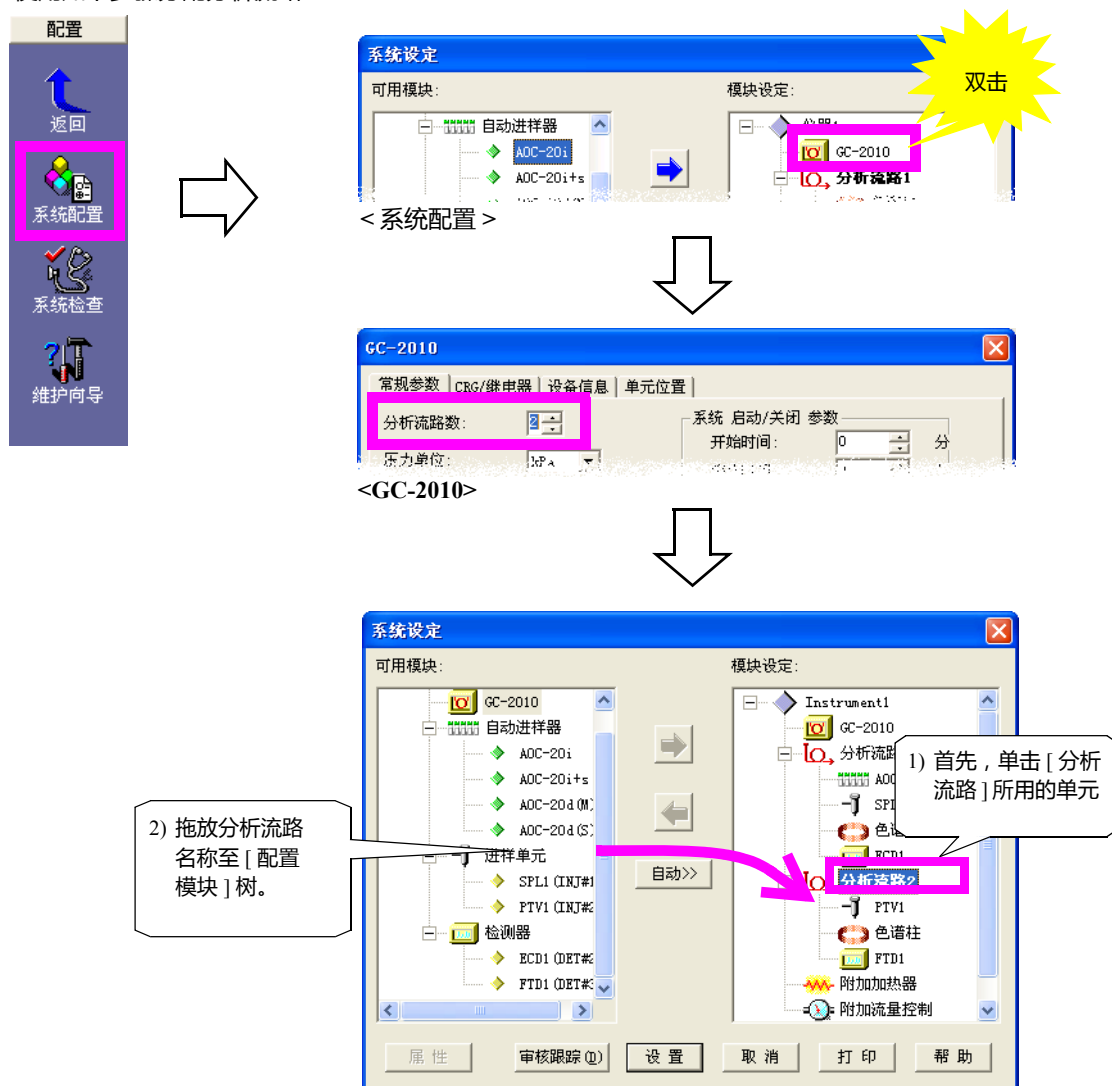 配置
返回
系统配置
系统检查
维护向导
系统设定
可用模块:
模块设定:
自动进样器
AOC-20i
AOC-20i+s
GC-2010
分析流路1
双击
<系统配置>
GC-2010
常规参数
CRG/继电器
设备信息
单元位置
分析流路数:
2
系统 启动/关闭 参数
开始时间:
0
分
压力单位:
kPa
<GC-2010>
系统设定
可用模块:
模块设定:
GC-2010
自动进样器
AOC-20i
AOC-20i+s
AOC-20d(M)
AOC-20d(S)
进样单元
SPL1 (INJ#1
PTV1 (INJ#2
检测器
ECD1 (DET#2
FTD1 (DET#3
自动>>
Instrument1
GC-2010
分析流路
AOC
SPL
色谱
ECD1
分析流路2
PTV1
色谱柱
FTD1
附加加热器
附加流量控制
1) 首先，单击 [ 分析
流路 ] 所用的单元
2) 拖放分析流路
名称至 [ 配置
模块 ] 树。
属 性
审核跟踪(D)
设 置
取 消
打 印
帮 助